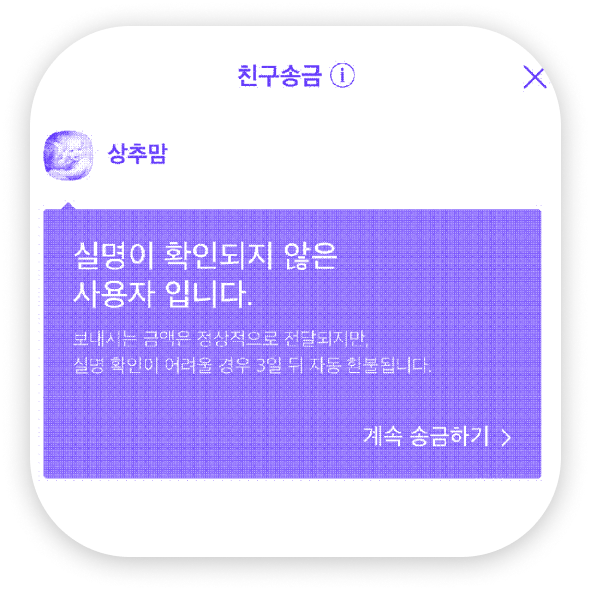 친구송금 ⓘ
상추맘
실명이 확인되지 않은
사용자 입니다.
보내시는 금액은 정상적으로 전달되지만,
실명 확인이 어려울 경우 3일 뒤 자동 환불됩니다.
계속 송금하기 >